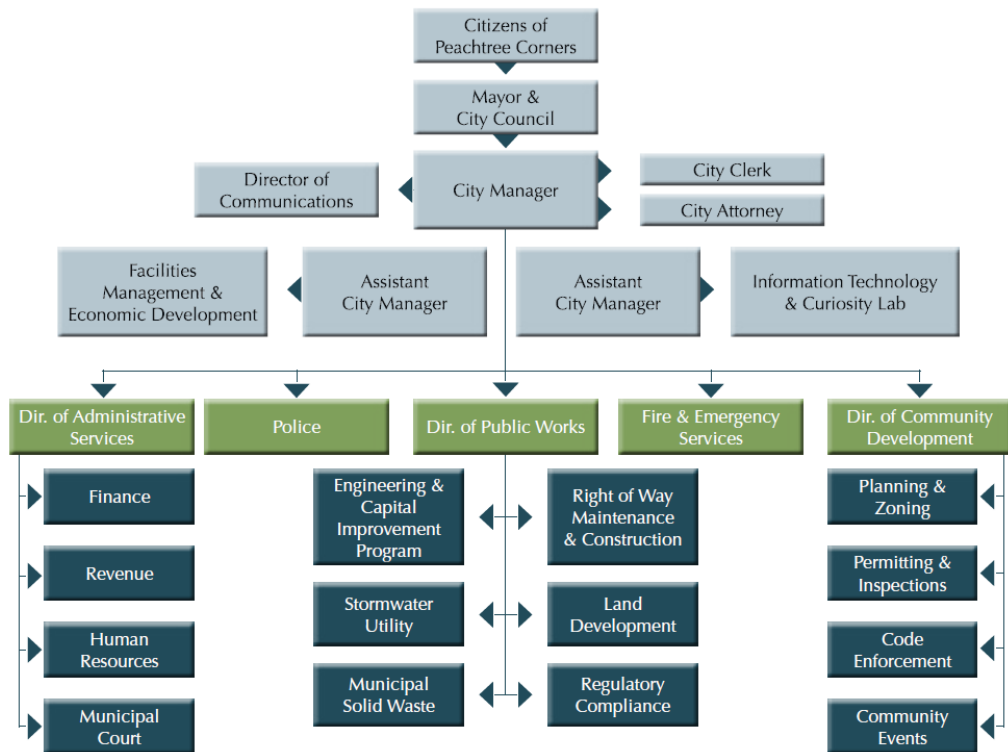 Citizens of
Peachtree Corners
Mayor &
City Council
City Manager
Director of
Communications
City Clerk
City Attorney
Facilities
Management &
Economic Development
Assistant
City Manager
Assistant
City Manager
Information Technology
& Curiosity Lab
Dir. of Administrative
Services
Police
Dir. of Public Works
Fire & Emergency
Services
Dir. of Community
Development
Finance
Revenue
Human
Resources
Municipal
Court
Engineering &
Capital
Improvement
Program
Right of Way
Maintenance
& Construction
Stormwater
Utility
Land
Development
Municipal
Solid Waste
Regulatory
Compliance
Planning &
Zoning
Permitting &
Inspections
Code
Enforcement
Community
Events